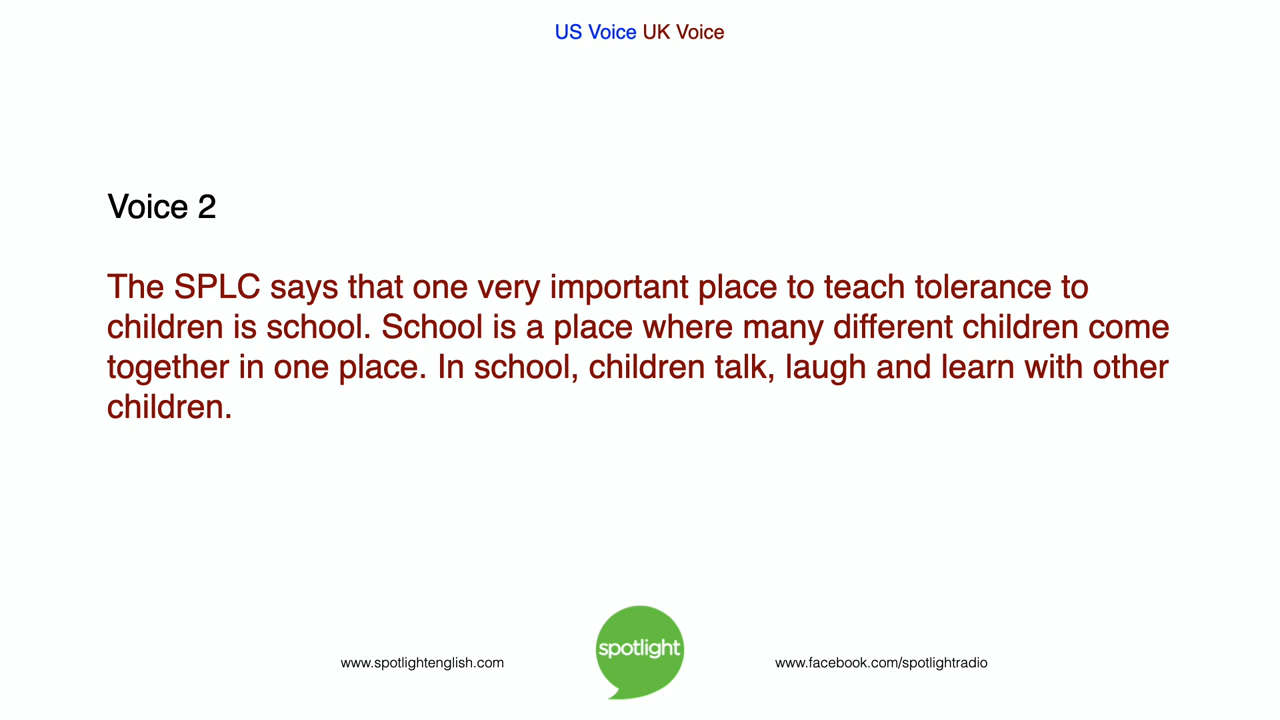 US Voice UK Voice
Voice 2
The SPLC says that one very important place to teach tolerance to
children is school. School is a place where many different children come
together in one place. In school, children talk, laugh and learn with other
children.
spotlight
www.spotlightenglish.com
www.facebook.com/spotlightradio